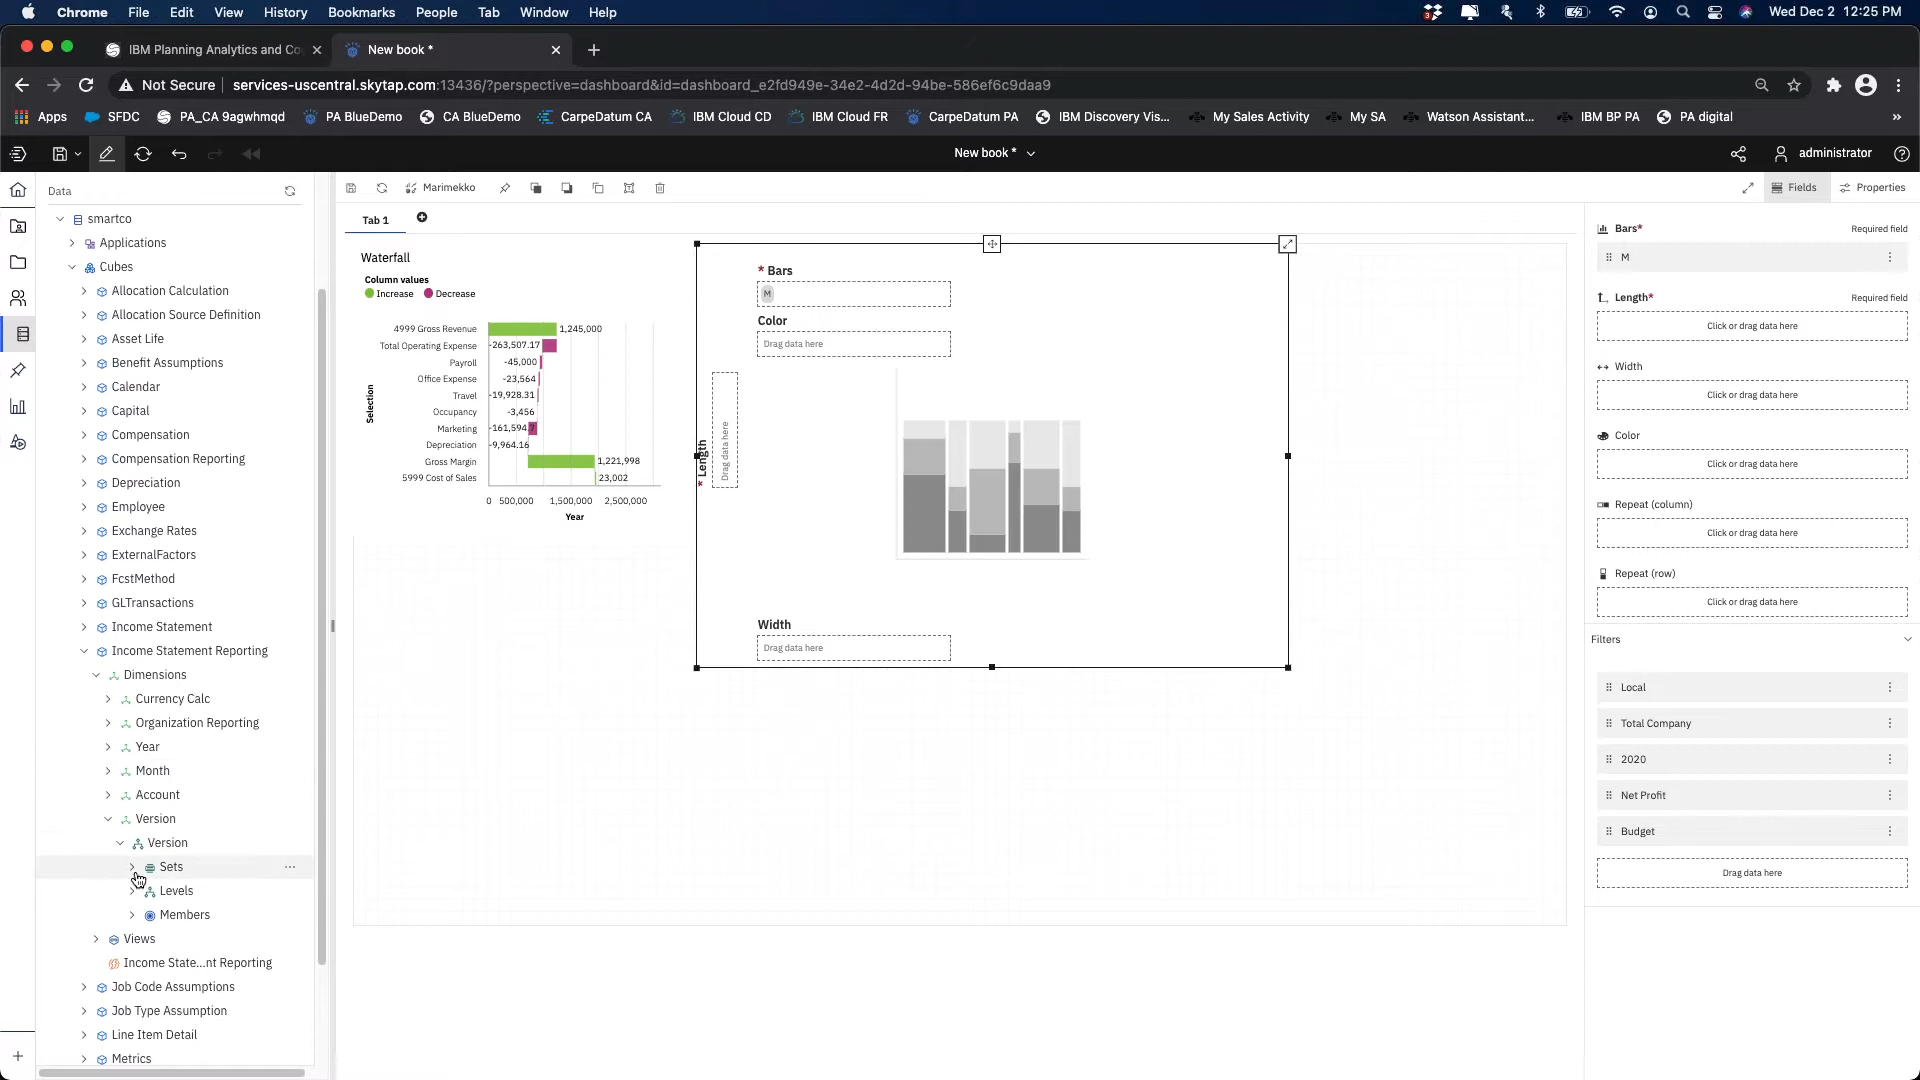 Chrome File Edit View History Bookmarks People Tab Window Help
3
Wed Dec 2 12:25 PM
IBM Planning Analytics and Co
New book *
Not Secure services-uscentral.skytap.com:13436/?perspective=dashboard&id=dashboard_e2fd949e-34e2-4d2d-94be-586ef6c9daa9
Apps SFDC PA_CA 9agwhmqd PA BlueDemo CA BlueDemo CarpeDatum CA IBM Cloud CD IBM Cloud FR CarpeDatum PA IBM Discovery Vis... My Sales Activity My SA Watson Assistant... IBM BP PA PA digital »
New book *
administrator
Data
smartco
Applications
Cubes
Allocation Calculation
Allocation Source Definition
Asset Life
Benefit Assumptions
Calendar
Capital
Compensation
Compensation Reporting
Depreciation
Employee
Exchange Rates
ExternalFactors
FcstMethod
GLTransactions
Income Statement
Income Statement Reporting
Dimensions
Currency Calc
Organization Reporting
Year
Month
Account
Version
Version
Sets
Levels
Members
Views
Income State...nt Reporting
Job Code Assumptions
Job Type Assumption
Line Item Detail
Metrics
Marimekko
Tab 1
Waterfall
Column values
Increase Decrease
Selection
4999 Gross Revenue 1,245,000
Total Operating Expense -263,507.17
Payroll -45,000
Office Expense -23,564
Travel -19,928.31
Occupancy -3,456
Marketing -161,594.7
Depreciation -9,964.16
Gross Margin 1,221,998
5999 Cost of Sales 23,002
0 500,000 1,500,000 2,500,000
Year
* Bars
M
Color
Drag data here
* Length
Drag data here
Width
Drag data here
Fields Properties
Bars* Required field
M
Length* Required field
Click or drag data here
Width
Click or drag data here
Color
Click or drag data here
Repeat (column)
Click or drag data here
Repeat (row)
Click or drag data here
Filters
Local
Total Company
2020
Net Profit
Budget
Drag data here